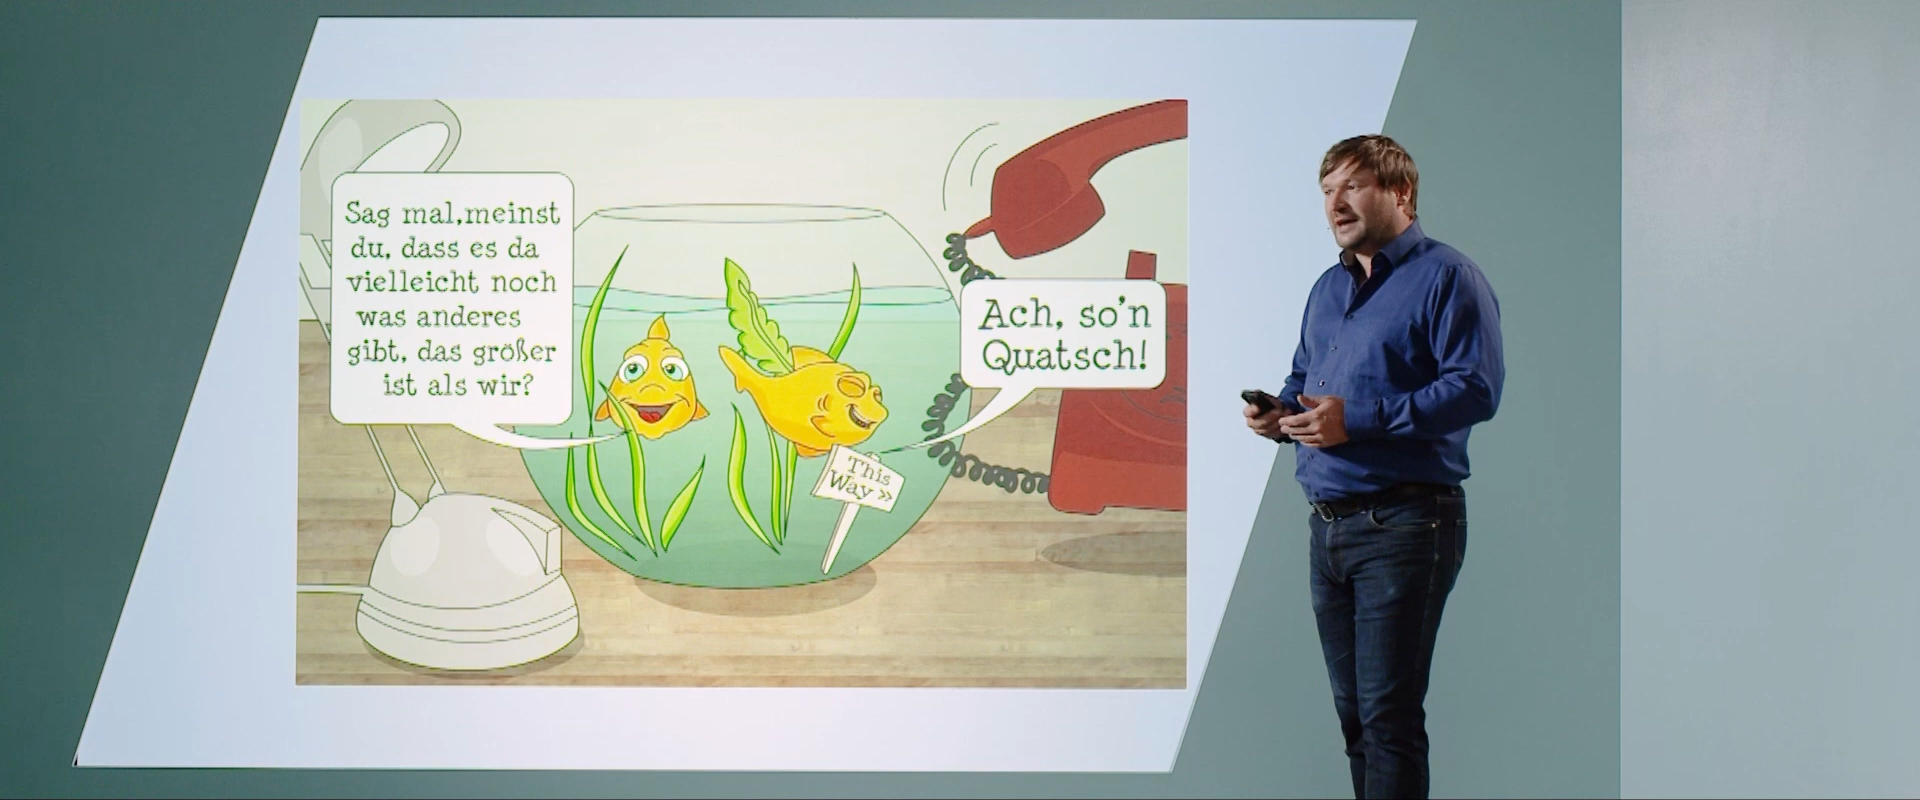 Sag mal,meinst
du, dass es da
vielleicht noch
was anderes
gibt, das größer
ist als wir?
Ach, so'n
Quatsch!
This
Way »